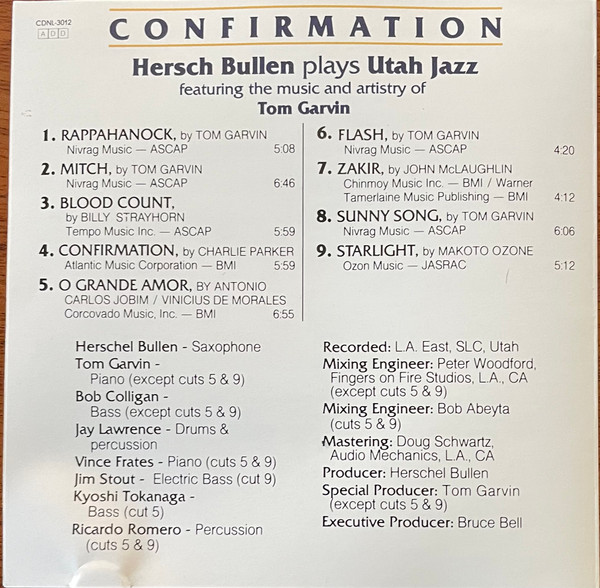 CDNL-3012
A D D
CONFIRMATION
Hersch Bullen plays Utah Jazz
featuring the music and artistry of
Tom Garvin
1. RAPPAHANOCK, by TOM GARVIN
Nivrag Music — ASCAP 5:08
2. MITCH, by TOM GARVIN
Nivrag Music — ASCAP 6:46
3. BLOOD COUNT,
by BILLY STRAYHORN
Tempo Music Inc. — ASCAP 5:59
4. CONFIRMATION, by CHARLIE PARKER
Atlantic Music Corporation — BMI 5:59
5. O GRANDE AMOR, BY ANTONIO
CARLOS JOBIM / VINICIUS DE MORALES
Corcovado Music, Inc. — BMI 6:55
6. FLASH, by TOM GARVIN
Nivrag Music — ASCAP 4:20
7. ZAKIR, by JOHN McLAUGHLIN
Chinmoy Music Inc. — BMI / Warner
Tamerlaine Music Publishing — BMI 4:12
8. SUNNY SONG, by TOM GARVIN
Nivrag Music — ASCAP 6:06
9. STARLIGHT, by MAKOTO OZONE
Ozon Music — JASRAC 5:12
Herschel Bullen - Saxophone
Tom Garvin -
Piano (except cuts 5 & 9)
Bob Colligan -
Bass (except cuts 5 & 9)
Jay Lawrence - Drums &
percussion
Vince Frates - Piano (cuts 5 & 9)
Jim Stout - Electric Bass (cut 9)
Kyoshi Tokanaga -
Bass (cut 5)
Ricardo Romero - Percussion
(cuts 5 & 9)
Recorded: L.A. East, SLC, Utah
Mixing Engineer: Peter Woodford,
Fingers on Fire Studios, L.A., CA
(except cuts 5 & 9)
Mixing Engineer: Bob Abeyta
(cuts 5 & 9)
Mastering: Doug Schwartz,
Audio Mechanics, L.A., CA
Producer: Herschel Bullen
Special Producer: Tom Garvin
(except cuts 5 & 9)
Executive Producer: Bruce Bell